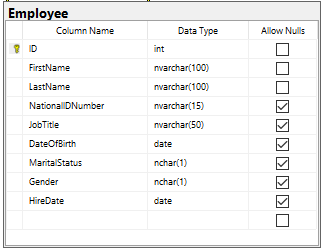 Employee
Column Name Data Type Allow Nulls
ID int
FirstName nvarchar(100)
LastName nvarchar(100)
NationalIDNumber nvarchar(15)
JobTitle nvarchar(50)
DateOfBirth date
MaritalStatus nchar(1)
Gender nchar(1)
HireDate date